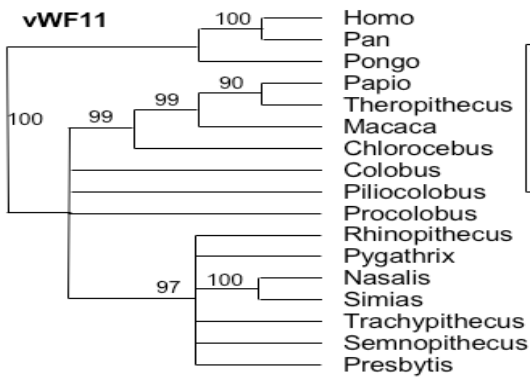 vWF11
100 Homo
Pan
Pongo
90 Papio
99 Theropithecus
100 99 Macaca
Chlorocebus
Colobus
Piliocolobus
Procolobus
Rhinopithecus
Pygathrix
97 100 Nasalis
Simias
Trachypithecus
Semnopithecus
Presbytis